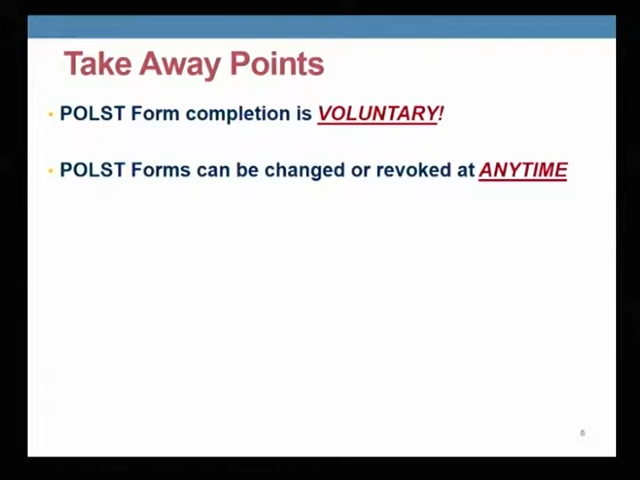 Take Away Points
• POLST Form completion is VOLUNTARY!
• POLST Forms can be changed or revoked at ANYTIME
6